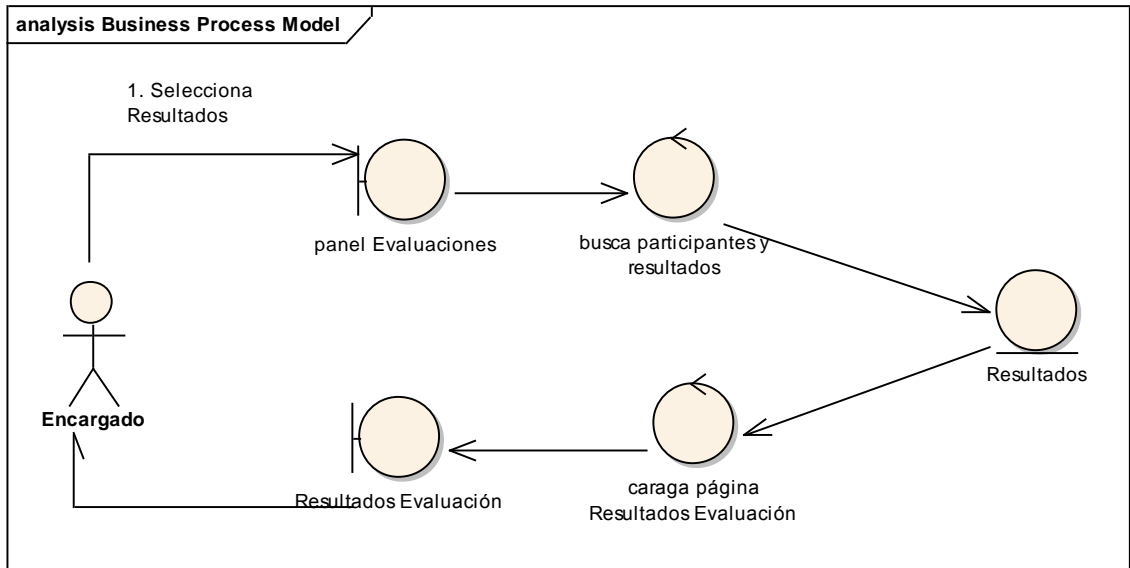 analysis Business Process Model
1. Selecciona
Resultados
panel Evaluaciones
busca participantes y
resultados
Resultados
Encargado
Resultados Evaluación
caraga página
Resultados Evaluación